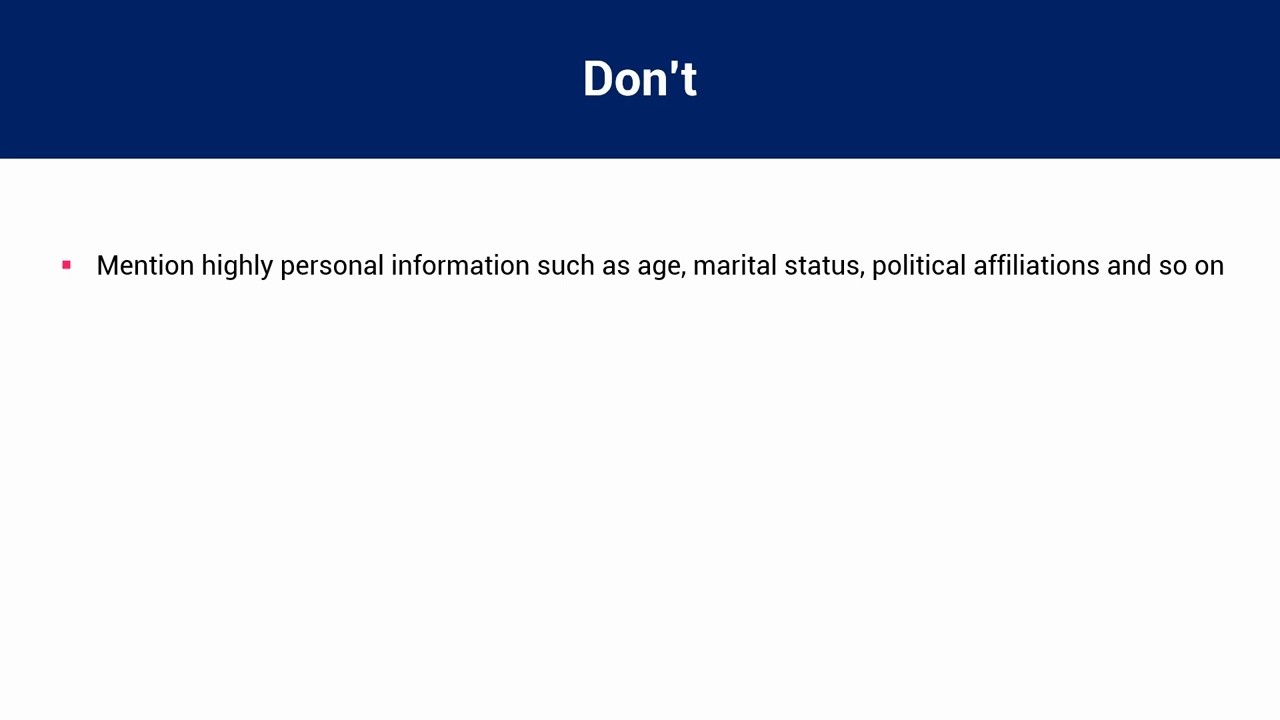 Don't
▪ Mention highly personal information such as age, marital status, political affiliations and so on